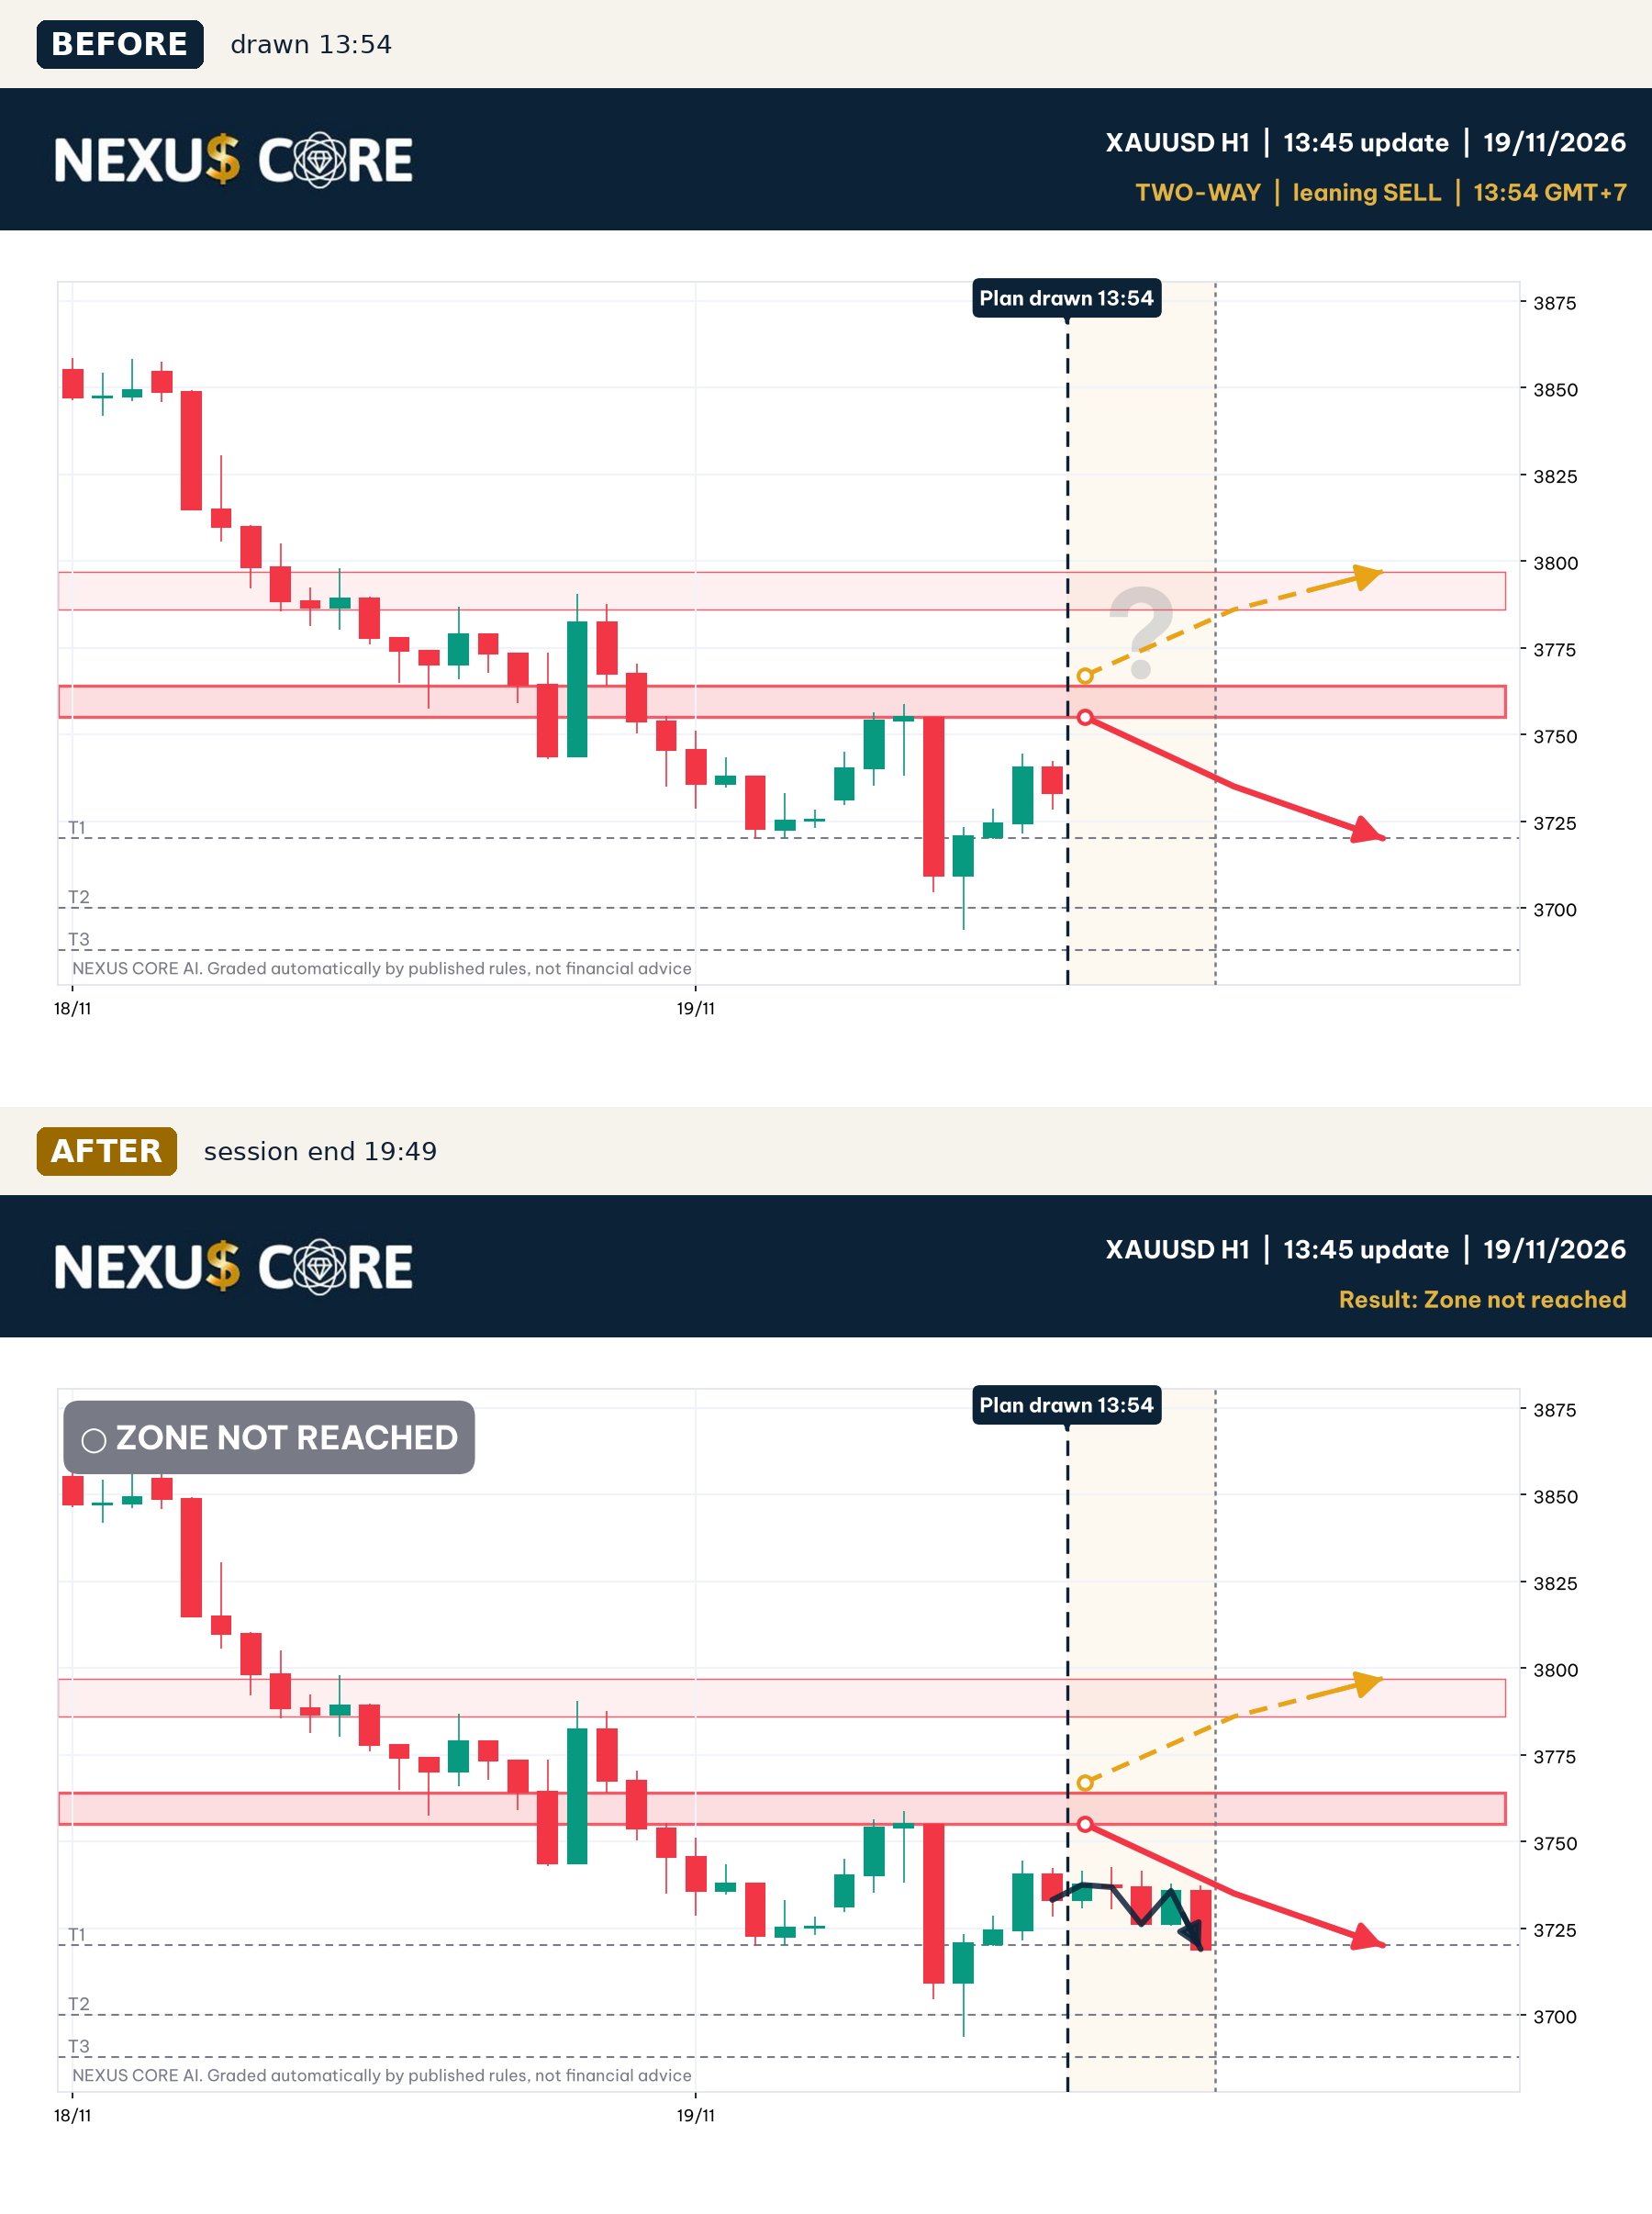 BEFORE drawn 13:54
NEXU$ CORE
XAUUSD H1 | 13:45 update | 19/11/2026
TWO-WAY | leaning SELL | 13:54 GMT+7
Plan drawn 13:54
3875
3850
3825
3800
?
3775
3750
3725
T1
T2
3700
T3
NEXUS CORE AI. Graded automatically by published rules, not financial advice
18/11 19/11
AFTER session end 19:49
NEXU$ CORE
XAUUSD H1 | 13:45 update | 19/11/2026
Result: Zone not reached
Plan drawn 13:54
3875
ZONE NOT REACHED
3850
3825
3800
3775
3750
3725
T1
T2
3700
T3
NEXUS CORE AI. Graded automatically by published rules, not financial advice
18/11 19/11